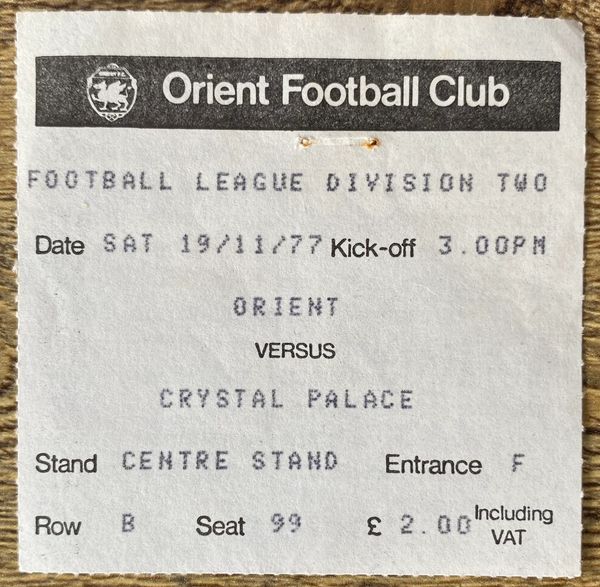 Orient Football Club
FOOTBALL LEAGUE DIVISION TWO
Date SAT 19/11/77 Kick-off 3.00PM
ORIENT
VERSUS
CRYSTAL PALACE
Stand CENTRE STAND Entrance F
Row B Seat 99 £ 2.00 Including VAT